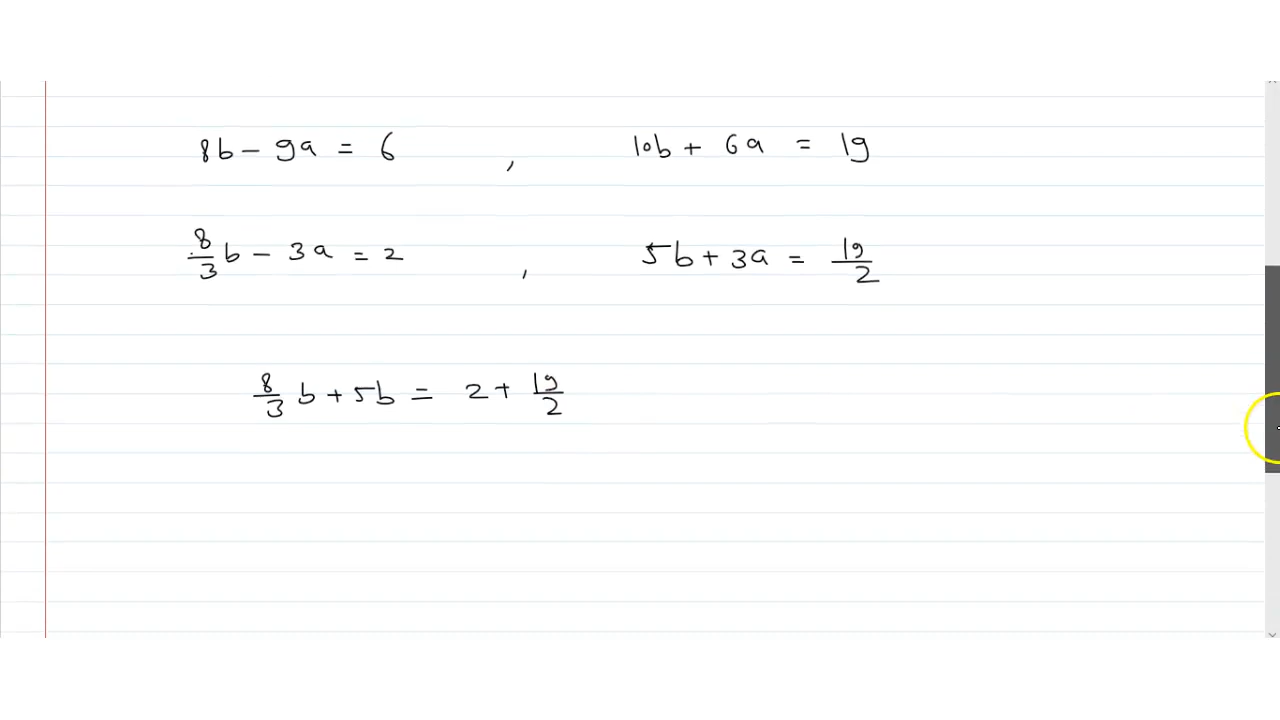 8b - 9a = 6 , 10b + 6a = 19
8/3 b - 3a = 2 , 5b + 3a = 19/2
8/3 b + 5b = 2 + 19/2